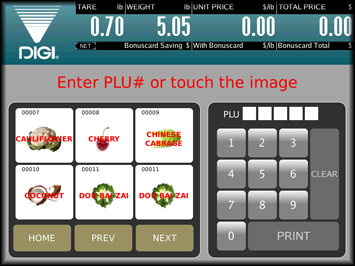 TARE lb WEIGHT lb UNIT PRICE $/lb TOTAL PRICE $
0.70 5.05 0.00 0.00
NET Bonuscard Saving $ With Bonuscard $/lb Bonuscard Total $
DIGI
Enter PLU# or touch the image
00007 00008 00009
CAULIFLOWER CHERRY CHINESE
CABBAGE
00010 00011 00011
COCONUT DOU BAN ZAI DOU BAN ZAI
HOME PREV NEXT
PLU
1 2 3
4 5 6 CLEAR
7 8 9
0 PRINT